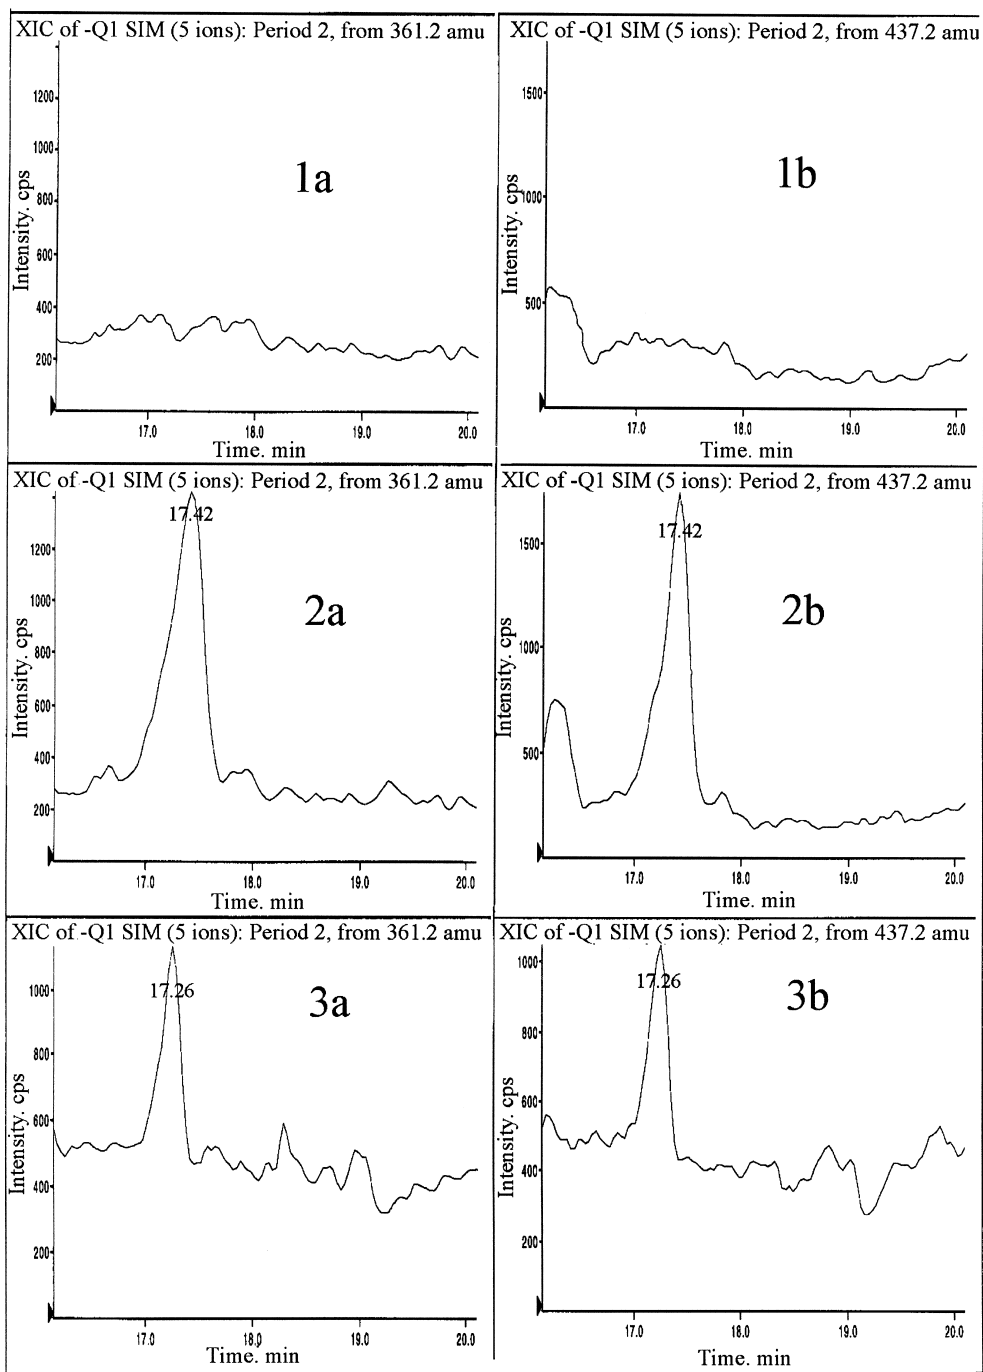 XIC of -Q1 SIM (5 ions): Period 2, from 361.2 amu
1200
1000
800
600
400
200
Intensity. cps
1a
17.0
18.0
19.0
20.0
Time. min
XIC of -Q1 SIM (5 ions): Period 2, from 437.2 amu
1500
1000
500
Intensity. cps
1b
17.0
18.0
19.0
20.0
Time. min
XIC of -Q1 SIM (5 ions): Period 2, from 361.2 amu
17.42
1200
1000
800
600
400
200
Intensity. cps
2a
17.0
18.0
19.0
20.0
Time. min
XIC of -Q1 SIM (5 ions): Period 2, from 437.2 amu
17.42
1500
1000
500
Intensity. cps
2b
17.0
18.0
19.0
20.0
Time. min
XIC of -Q1 SIM (5 ions): Period 2, from 361.2 amu
17.26
1000
800
600
400
200
Intensity. cps
3a
17.0
18.0
19.0
20.0
Time. min
XIC of -Q1 SIM (5 ions): Period 2, from 437.2 amu
17.26
1000
800
600
400
200
Intensity. cps
3b
17.0
18.0
19.0
20.0
Time. min